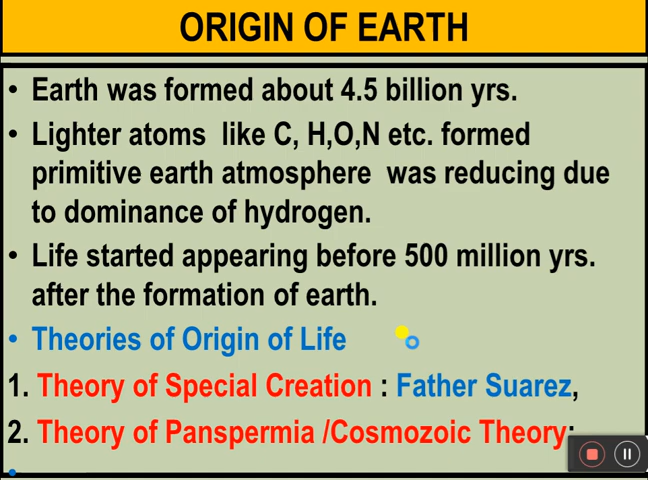 ORIGIN OF EARTH
• Earth was formed about 4.5 billion yrs.
• Lighter atoms like C, H,O,N etc. formed
primitive earth atmosphere was reducing due
to dominance of hydrogen.
• Life started appearing before 500 million yrs.
after the formation of earth.
• Theories of Origin of Life
1. Theory of Special Creation : Father Suarez,
2. Theory of Panspermia /Cosmozoic Theory:
•